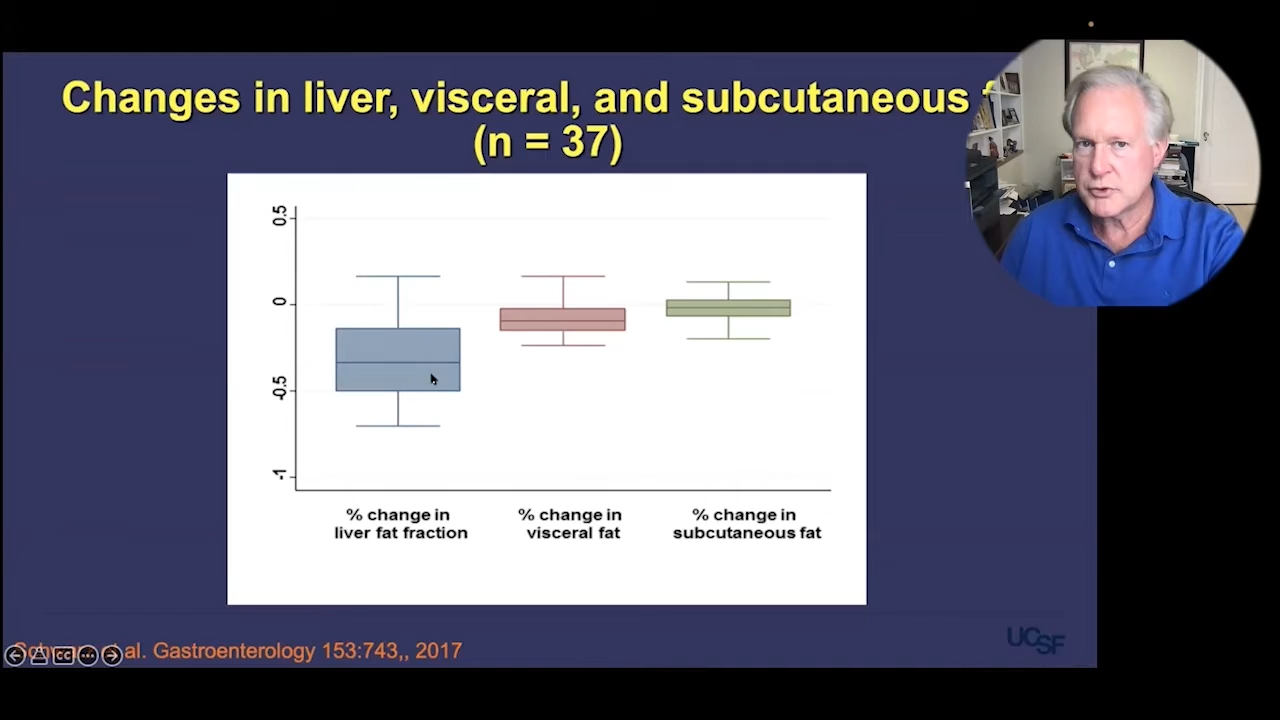 Changes in liver, visceral, and subcutaneous
(n = 37)
0.5
0
-0.5
-1
% change in
liver fat fraction
% change in
visceral fat
% change in
subcutaneous fat
al. Gastroenterology 153:743,, 2017
CC
UCSF